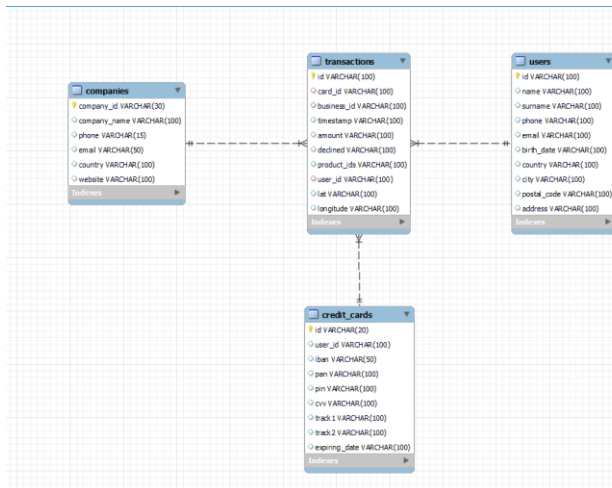 companies
company_id VARCHAR(30)
company_name VARCHAR(100)
phone VARCHAR(15)
email VARCHAR(50)
country VARCHAR(100)
website VARCHAR(100)
Indexes
transactions
id VARCHAR(100)
card_id VARCHAR(100)
business_id VARCHAR(100)
timestamp VARCHAR(100)
amount VARCHAR(100)
declined VARCHAR(100)
product_ids VARCHAR(100)
user_id VARCHAR(100)
lat VARCHAR(100)
longitude VARCHAR(100)
Indexes
users
id VARCHAR(100)
name VARCHAR(100)
surname VARCHAR(100)
phone VARCHAR(100)
email VARCHAR(100)
birth_date VARCHAR(100)
country VARCHAR(100)
city VARCHAR(100)
postal_code VARCHAR(100)
address VARCHAR(100)
Indexes
credit_cards
id VARCHAR(20)
user_id VARCHAR(100)
iban VARCHAR(50)
pan VARCHAR(100)
pin VARCHAR(100)
cvv VARCHAR(100)
track1 VARCHAR(100)
track2 VARCHAR(100)
expiring_date VARCHAR(100)
Indexes